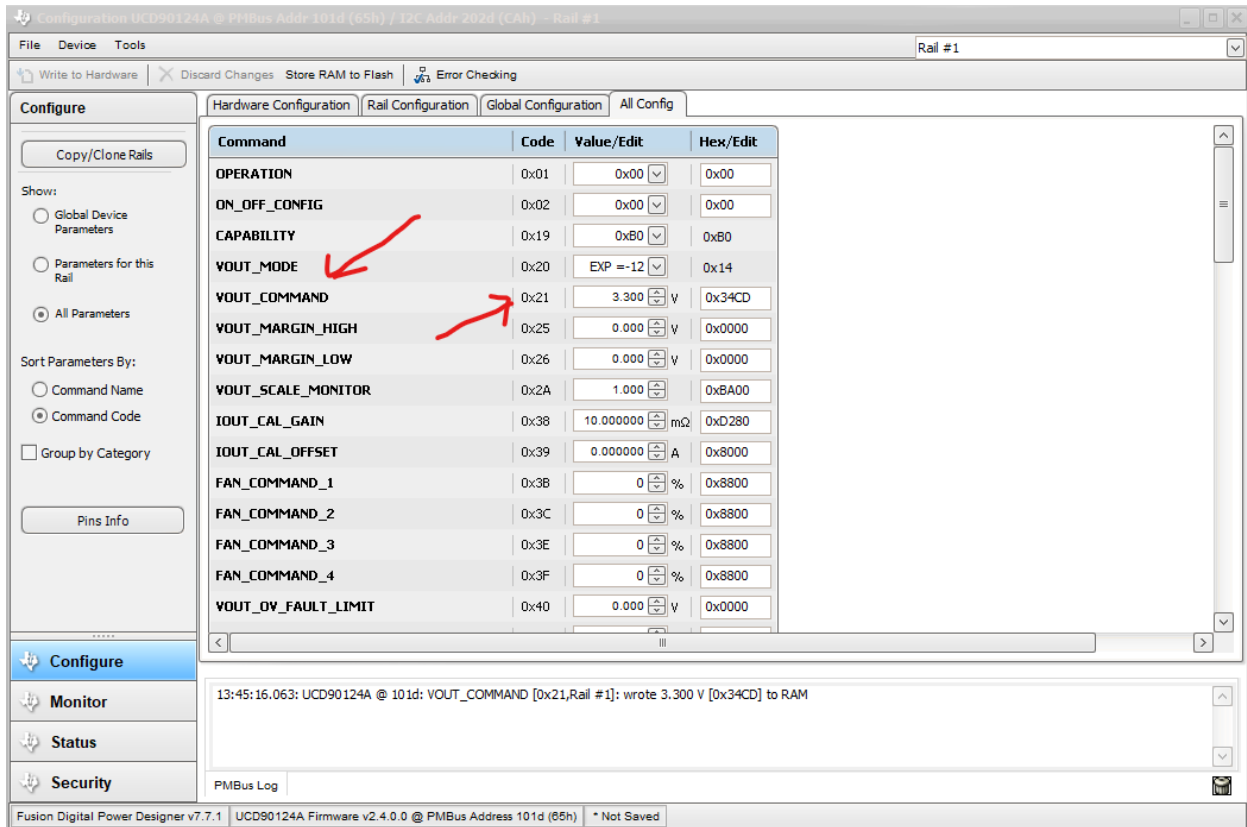 Configuration UCD90124A @ PMBus Addr 101d (65h) / I2C Addr 202d (CAh) - Rail #1
File Device Tools
Rail #1
Write to Hardware Discard Changes Store RAM to Flash Error Checking
Configure
Copy/Clone Rails
Show:
Global Device
Parameters
Parameters for this
Rail
All Parameters
Sort Parameters By:
Command Name
Command Code
Group by Category
Pins Info
Configure
Monitor
Status
Security
Hardware Configuration Rail Configuration Global Configuration All Config
Command Code Value/Edit Hex/Edit
OPERATION 0x01 0x00 0x00
ON_OFF_CONFIG 0x02 0x00 0x00
CAPABILITY 0x19 0xB0 0xB0
VOUT_MODE 0x20 EXP =-12 0x14
VOUT_COMMAND 0x21 3.300 V 0x34CD
VOUT_MARGIN_HIGH 0x25 0.000 V 0x0000
VOUT_MARGIN_LOW 0x26 0.000 V 0x0000
VOUT_SCALE_MONITOR 0x2A 1.000 0xBA00
IOUT_CAL_GAIN 0x38 10.000000 mΩ 0xD280
IOUT_CAL_OFFSET 0x39 0.000000 A 0x8000
FAN_COMMAND_1 0x3B 0 % 0x8800
FAN_COMMAND_2 0x3C 0 % 0x8800
FAN_COMMAND_3 0x3E 0 % 0x8800
FAN_COMMAND_4 0x3F 0 % 0x8800
VOUT_OV_FAULT_LIMIT 0x40 0.000 V 0x0000
13:45:16.063: UCD90124A @ 101d: VOUT_COMMAND [0x21,Rail #1]: wrote 3.300 V [0x34CD] to RAM
PMBus Log
Fusion Digital Power Designer v7.7.1 UCD90124A Firmware v2.4.0.0 @ PMBus Address 101d (65h) * Not Saved